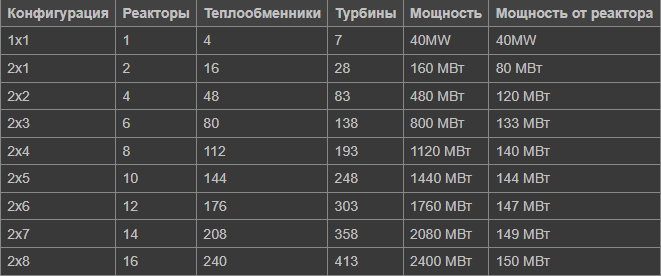 Конфигурация Реакторы Теплообменники Турбины Мощность Мощность от реактора
1x1 1 4 7 40MW 40MW
2x1 2 16 28 160 МВт 80 МВт
2x2 4 48 83 480 МВт 120 МВт
2x3 6 80 138 800 МВт 133 МВт
2x4 8 112 193 1120 МВт 140 МВт
2x5 10 144 248 1440 МВт 144 МВт
2x6 12 176 303 1760 МВт 147 МВт
2x7 14 208 358 2080 МВт 149 МВт
2x8 16 240 413 2400 МВт 150 МВт